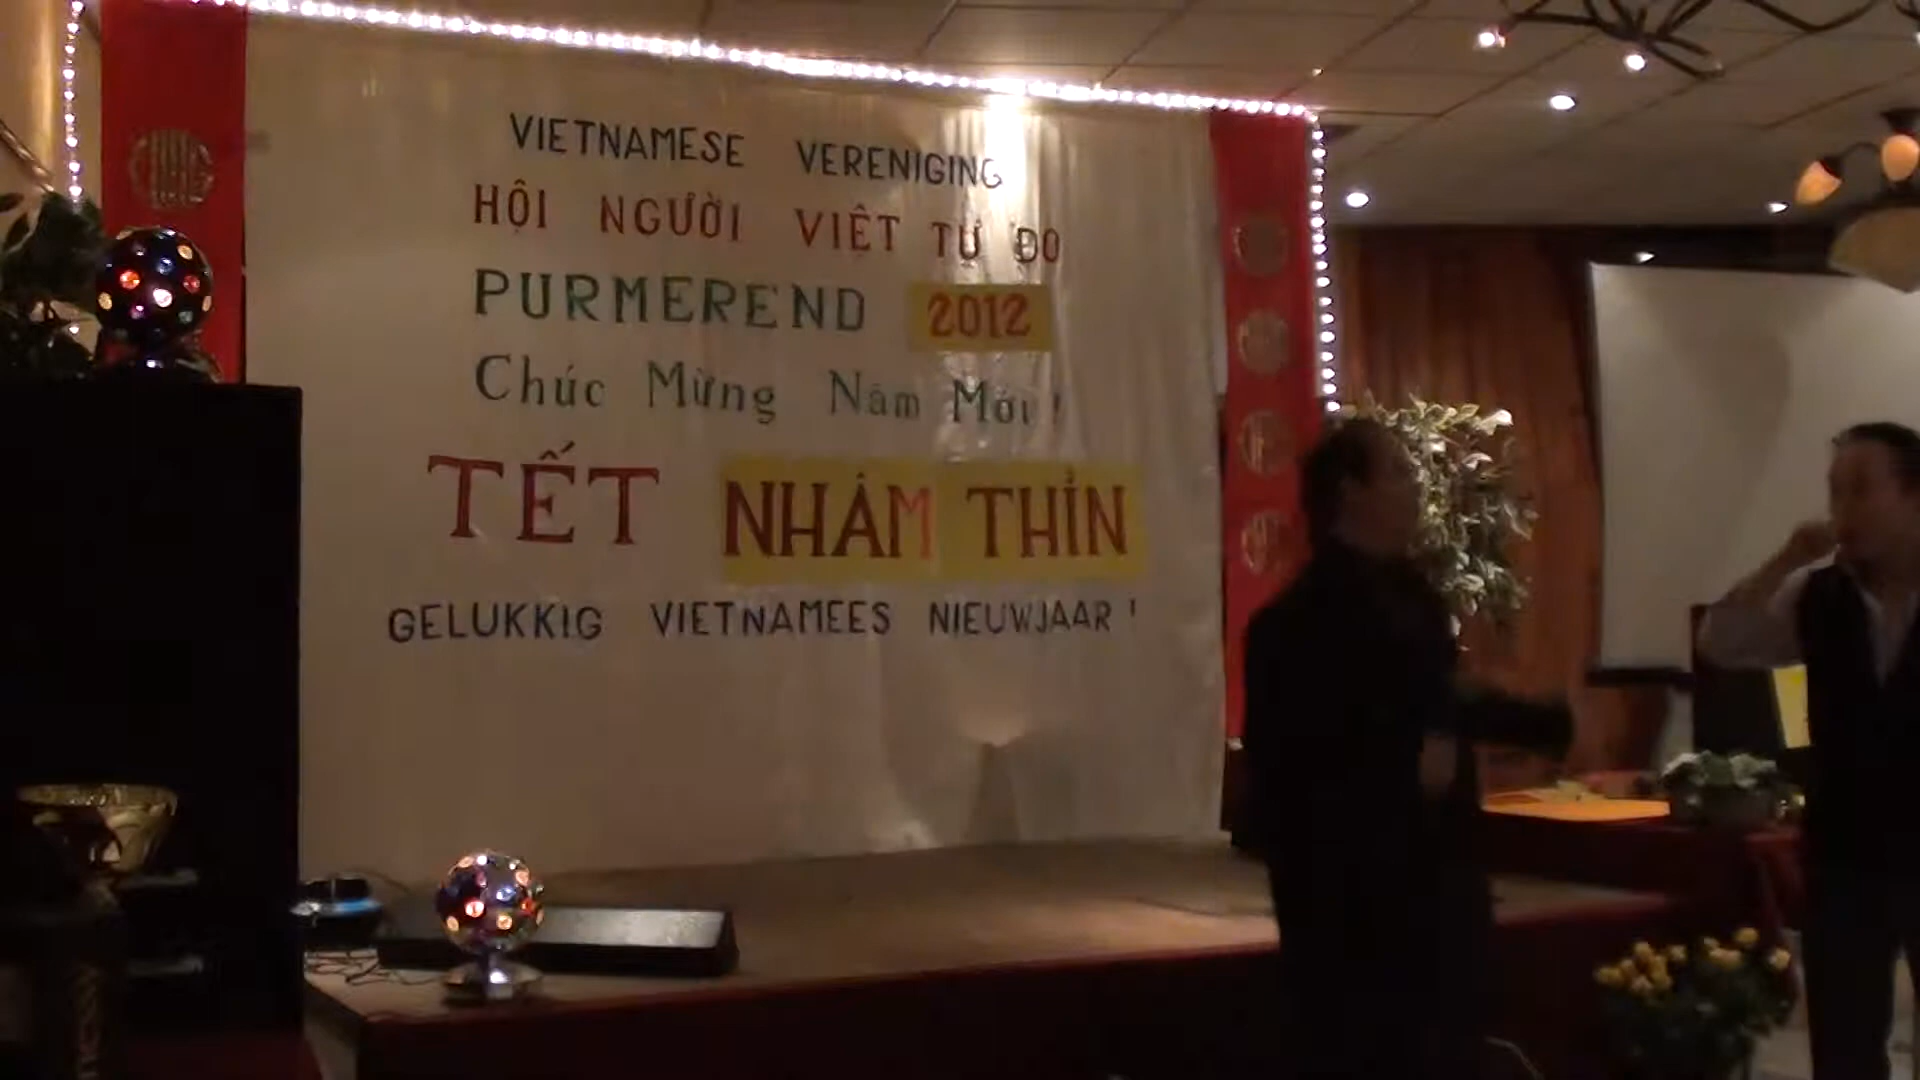 VIETNAMESE VERENIGING
HỘI NGƯỜI VIỆT TỰ DO
PURMEREND 2012
Chúc Mừng Năm Mới !
TẾT NHÂM THÌN
GELUKKIG VIETNAMEES NIEUWJAAR !